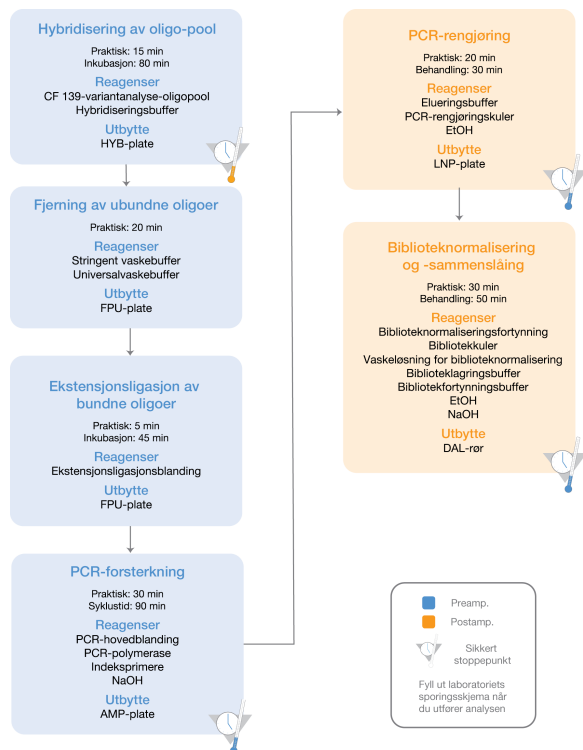 Hybridisering av oligo-pool
Praktisk: 15 min
Inkubasjon: 80 min
Reagenser
CF 139-variantanalyse-oligopool
Hybridiseringsbuffer
Utbytte
HYB-plate
Fjerning av ubundne oligoer
Praktisk: 20 min
Reagenser
Stringent vaskebuffer
Universalvaskebuffer
Utbytte
FPU-plate
Ekstensjonsligasjon av
bundne oligoer
Praktisk: 5 min
Inkubasjon: 45 min
Reagenser
Ekstensjonsligasjonsblanding
Utbytte
FPU-plate
PCR-forsterkning
Praktisk: 30 min
Syklustid: 90 min
Reagenser
PCR-hovedblanding
PCR-polymerase
Indeksprimere
NaOH
Utbytte
AMP-plate
PCR-rengjøring
Praktisk: 20 min
Behandling: 30 min
Reagenser
Elueringsbuffer
PCR-rengjøringskuler
EtOH
Utbytte
LNP-plate
Biblioteknormalisering
og -sammenslåing
Praktisk: 30 min
Behandling: 50 min
Reagenser
Biblioteknormaliseringsfortynning
Bibliotekkuler
Vaskeløsning for biblioteknormalisering
Biblioteklagringsbuffer
Bibliotekfortynningsbuffer
EtOH
NaOH
Utbytte
DAL-rør
Preamp.
Postamp.
Sikkert
stoppepunkt
Fyll ut laboratoriets
sporingsskjema når
du utfører analysen